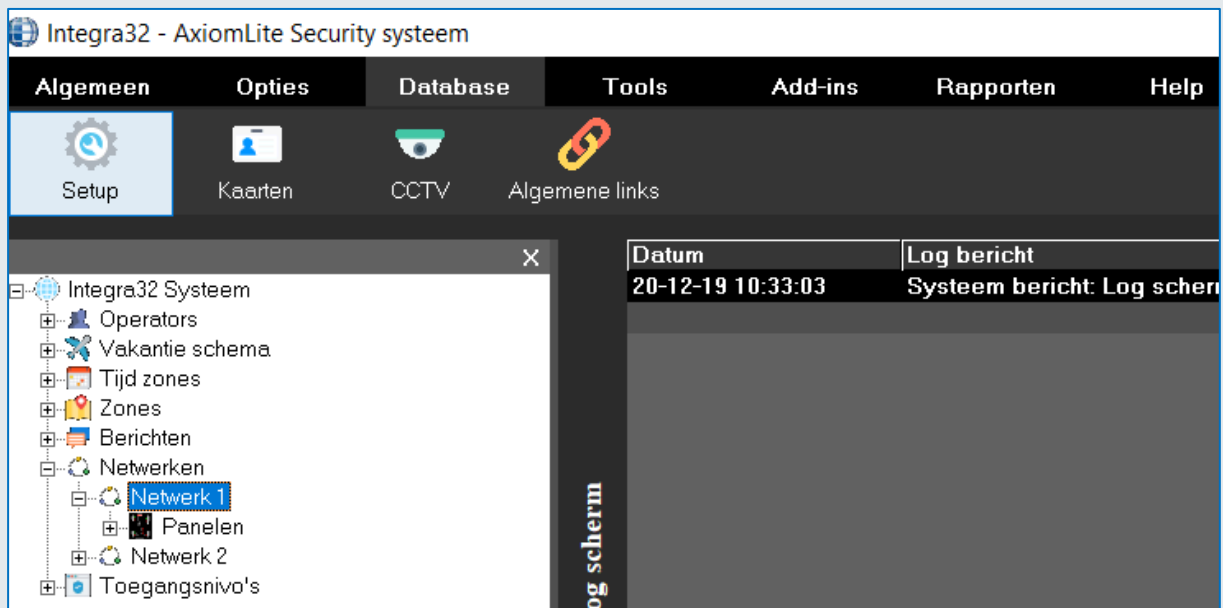 Integra32 - AxiomLite Security systeem
Algemeen Opties Database Tools Add-ins Rapporten Help
Setup Kaarten CCTV Algemene links
X
Datum Log bericht
20-12-19 10:33:03 Systeem bericht: Log
Integra32 Systeem
Operators
Vakantie schema
Tijd zones
Zones
Berichten
Netwerken
Netwerk 1
Panelen
Netwerk 2
Toegangsnivo's
scherm